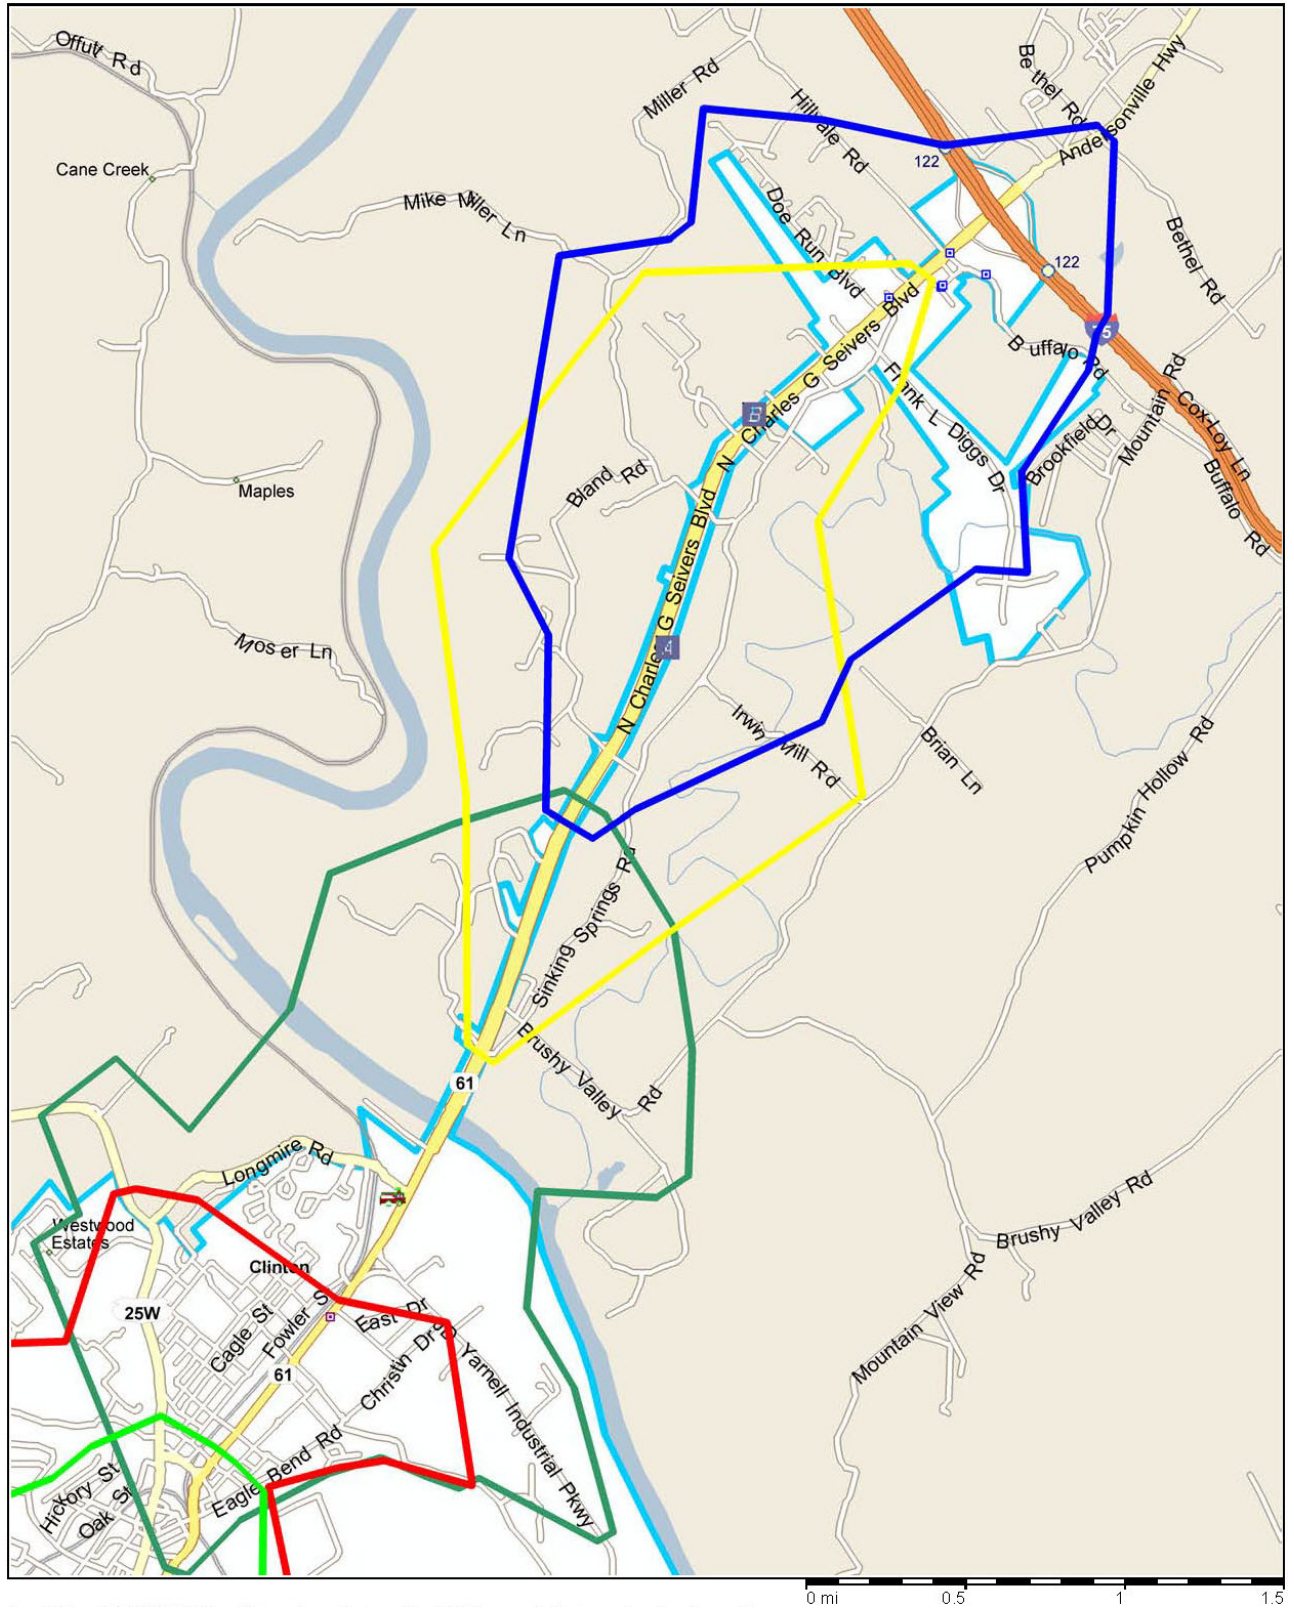 Offutt Rd
Miller Rd
Hillvale Rd
Bethel Rd
Andersonville Hwy
Cane Creek
122
Mike Miller Ln
Doe Run Blvd
Bethel Rd
122
75
Buffalo Rd
N Charles G Seivers Blvd
Frank L Diggs Dr
Brookfield Dr
Mountain Rd
Cox-Loy Ln
Buffalo Rd
B
Maples
Bland Rd
N Charles G Seivers Blvd
A
Moser Ln
Irwin Mill Rd
Brian Ln
Pumpkin Hollow Rd
Sinking Springs Rd
Brushy Valley Rd
61
Longmire Rd
Westwood
Estates
Clinton
25W
Cagle St
Fowler S
East Dr
Christin Dr
JD Yarnell Industrial Pkwy
61
Eagle Bend Rd
Hickory St
Oak St
Brushy Valley Rd
Mountain View Rd
0 mi 0.5 1 1.5